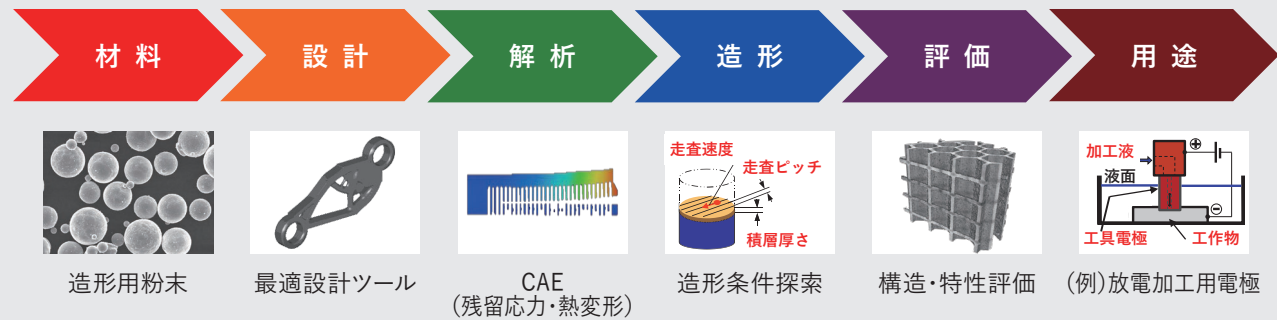 材料
設計
解析
造形
評価
用途
走査速度
走査ピッチ
積層厚さ
加工液
液面
⊕
⊖
工具電極
工作物
造形用粉末
最適設計ツール
CAE
(残留応力・熱変形)
造形条件探索
構造・特性評価
(例)放電加工用電極